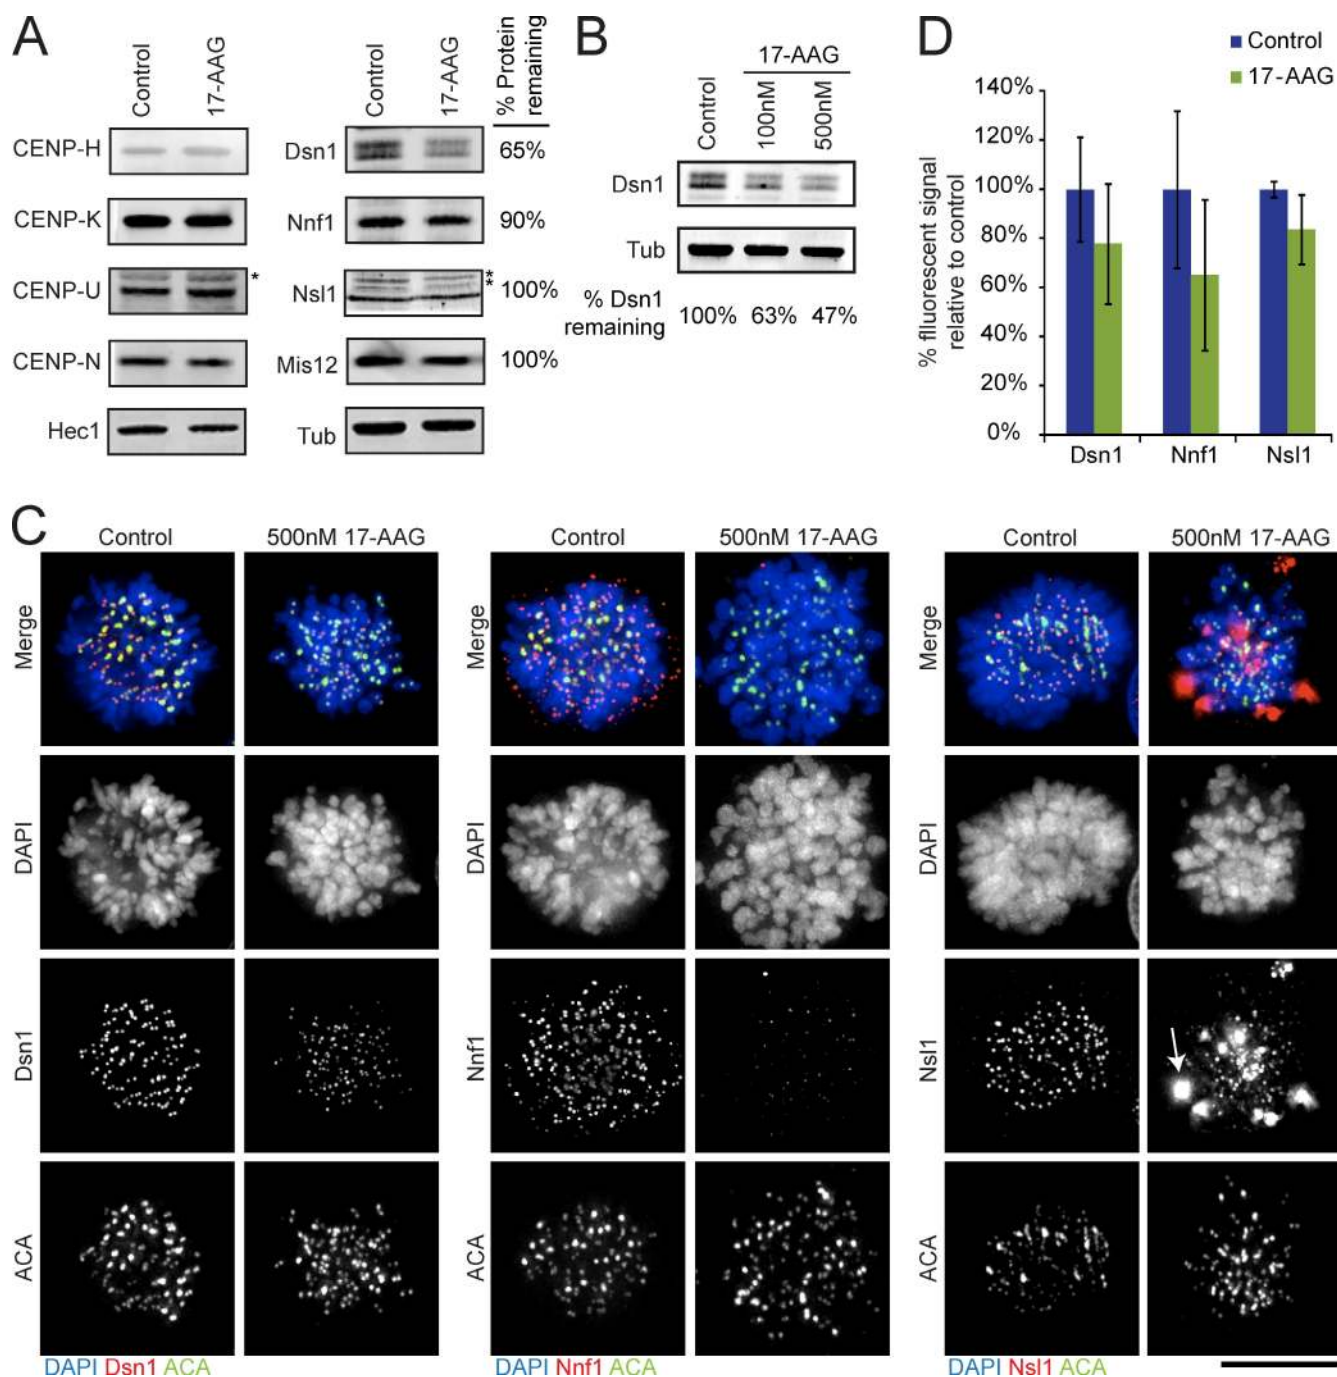 A
Control
17-AAG
CENP-H
CENP-K
CENP-U
*
CENP-N
Hec1
Control
17-AAG
% Protein
remaining
Dsn1
65%
Nnf1
90%
Nsl1
*
*
100%
Mis12
100%
Tub
B
17-AAG
Control
100nM
500nM
Dsn1
Tub
% Dsn1
remaining
100% 63% 47%
D
Control
17-AAG
% flluorescent signal
relative to control
140%
120%
100%
80%
60%
40%
20%
0%
Dsn1 Nnf1 Nsl1
C
Control 500nM 17-AAG
Merge
DAPI
Dsn1
ACA
DAPI Dsn1 ACA
Control 500nM 17-AAG
Merge
DAPI
Nnf1
ACA
DAPI Nnf1 ACA
Control 500nM 17-AAG
Merge
DAPI
Nsl1
ACA
DAPI Nsl1 ACA